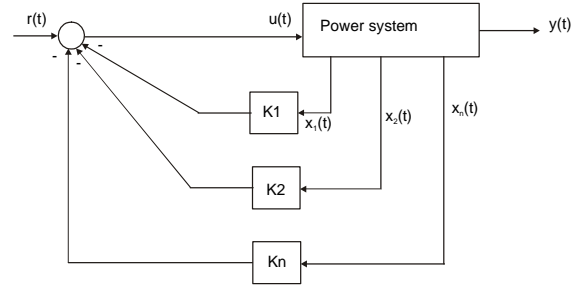 r(t)
u(t)
Power system
y(t)
-
-
-
K1
x₁(t)
x₂(t)
xₙ(t)
K2
Kn